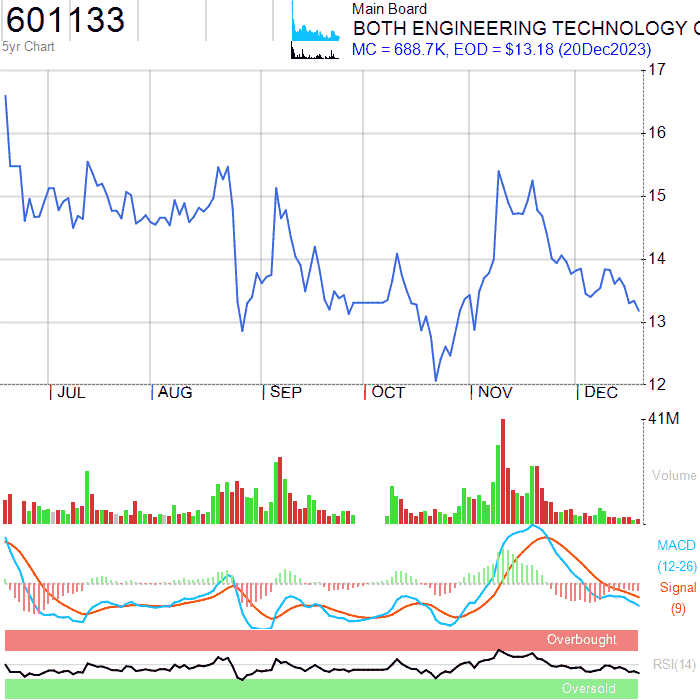 601133
5yr Chart
Main Board
BOTH ENGINEERING TECHNOLOGY C
MC = 688.7K, EOD = $13.18 (20Dec2023)
17
16
15
14
13
12
JUL AUG SEP OCT NOV DEC
41M
Volume
MACD
(12-26)
Signal
(9)
Overbought
RSI(14)
Oversold